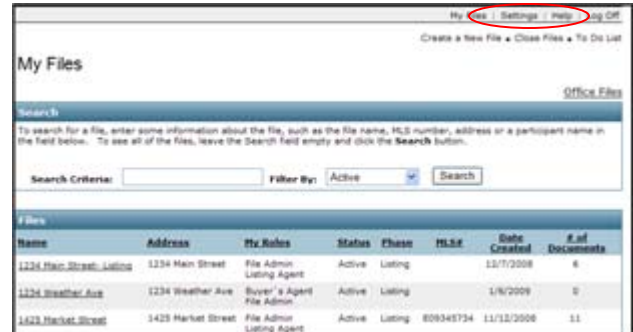 My Files | Settings | Help | Log Off
Create a New File • Close Files • To Do List
My Files
Office Files
Search
To search for a file, enter some information about the file, such as the file name, MLS number, address or a participant name in
the field below. To see all of the files, leave the Search field empty and click the Search button.
Search Criteria: Filter By: Active Search
Files
Name Address My Roles Status Phase MLS# Date Created # of Documents
1234 Main Street- Listing 1234 Main Street File Admin Listing Agent Active Listing 12/7/2008 6
1234 Weather Ave 1234 Weather Ave Buyer's Agent File Admin Active Listing 1/6/2009 0
1425 Market Street 1425 Market Street File Admin Listing Agent Active Listing 809345734 11/12/2008 11